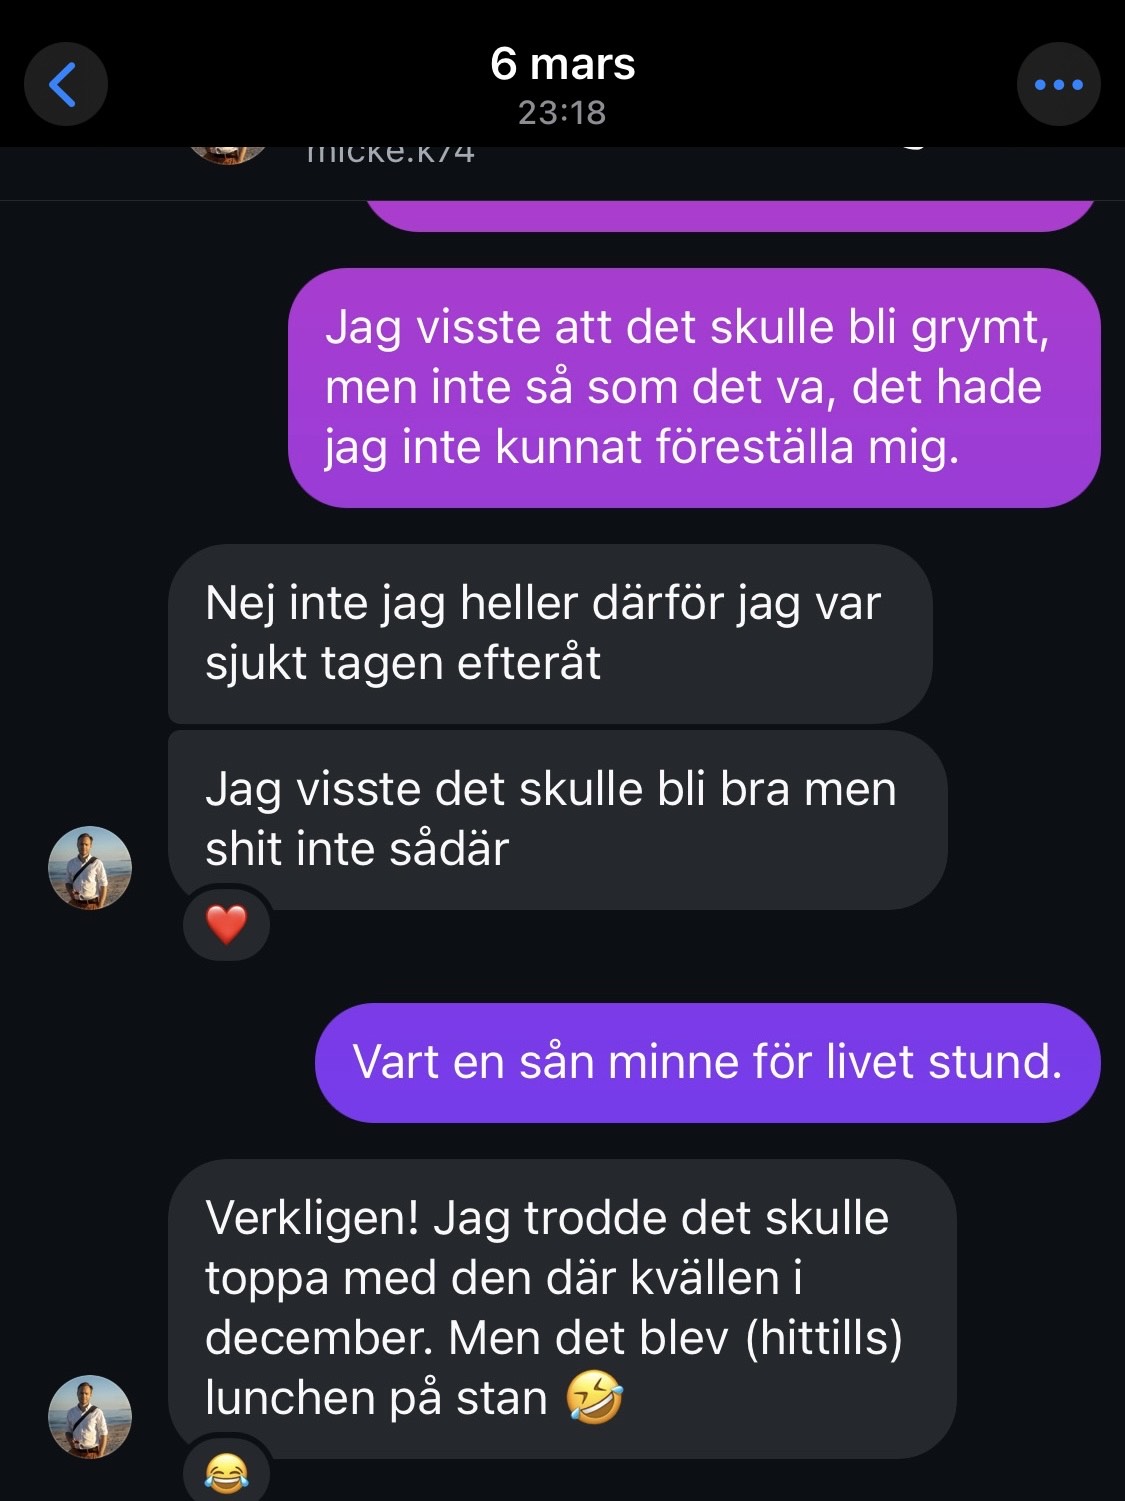 6 mars
23:18
micke.k74
Jag visste att det skulle bli grymt,
men inte så som det va, det hade
jag inte kunnat föreställa mig.
Nej inte jag heller därför jag var
sjukt tagen efteråt
Jag visste det skulle bli bra men
shit inte sådär
❤️
Vart en sån minne för livet stund.
Verkligen! Jag trodde det skulle
toppa med den där kvällen i
december. Men det blev (hittills)
lunchen på stan 🤣
😂